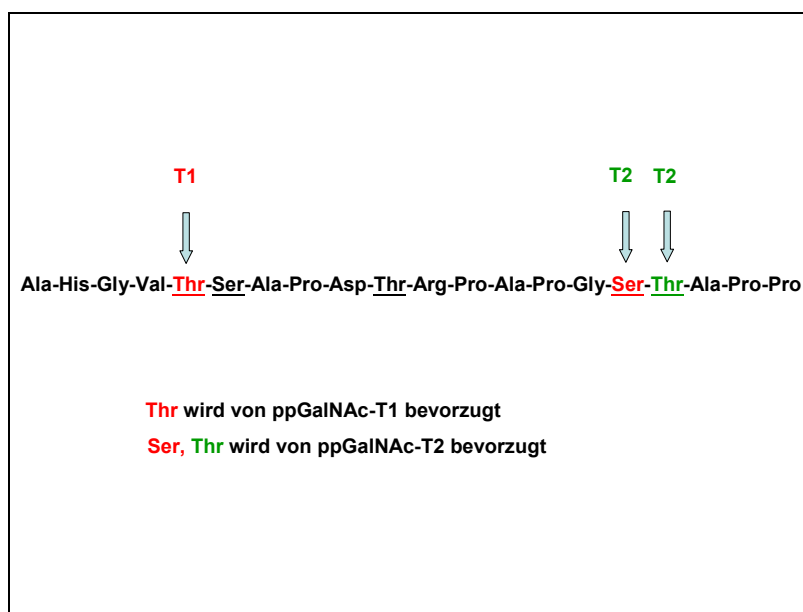 T1 T2 T2
Ala-His-Gly-Val-Thr-Ser-Ala-Pro-Asp-Thr-Arg-Pro-Ala-Pro-Gly-Ser-Thr-Ala-Pro-Pro
Thr wird von ppGalNAc-T1 bevorzugt
Ser, Thr wird von ppGalNAc-T2 bevorzugt